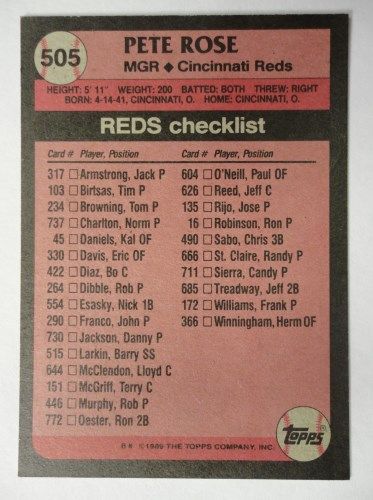 505
PETE ROSE
MGR ◆ Cincinnati Reds
HEIGHT: 5' 11" WEIGHT: 200 BATTED: BOTH THREW: RIGHT
BORN: 4-14-41, CINCINNATI, O. HOME: CINCINNATI, O.
REDS checklist
Card # Player, Position
317 ☐ Armstrong, Jack P
103 ☐ Birtsas, Tim P
234 ☐ Browning, Tom P
737 ☐ Charlton, Norm P
45 ☐ Daniels, Kal OF
330 ☐ Davis, Eric OF
422 ☐ Diaz, Bo C
264 ☐ Dibble, Rob P
554 ☐ Esasky, Nick 1B
290 ☐ Franco, John P
730 ☐ Jackson, Danny P
515 ☐ Larkin, Barry SS
644 ☐ McClendon, Lloyd C
151 ☐ McGriff, Terry C
446 ☐ Murphy, Rob P
772 ☐ Oester, Ron 2B
Card # Player, Position
604 ☐ O'Neill, Paul OF
626 ☐ Reed, Jeff C
135 ☐ Rijo, Jose P
16 ☐ Robinson, Ron P
490 ☐ Sabo, Chris 3B
666 ☐ St. Claire, Randy P
711 ☐ Sierra, Candy P
685 ☐ Treadway, Jeff 2B
172 ☐ Williams, Frank P
366 ☐ Winningham, Herm OF
topps
© 1989 THE TOPPS COMPANY, INC.